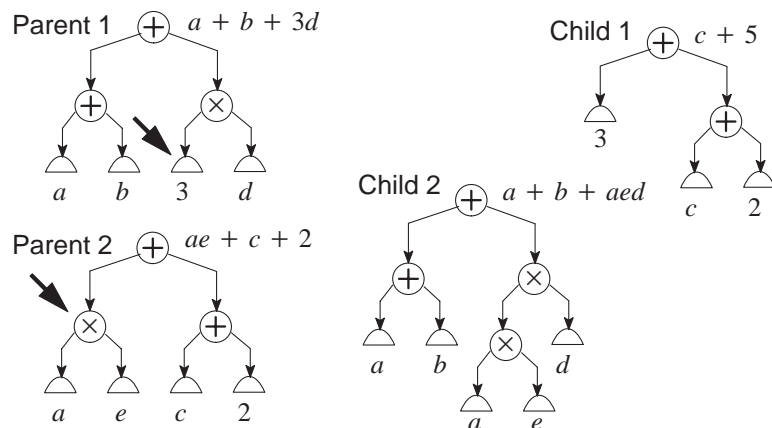 Parent 1
+
a + b + 3d
+
×
a
b
3
d
Parent 2
+
ae + c + 2
×
+
a
e
c
2
Child 1
+
c + 5
3
+
c
2
Child 2
+
a + b + aed
+
×
a
b
×
d
a
e